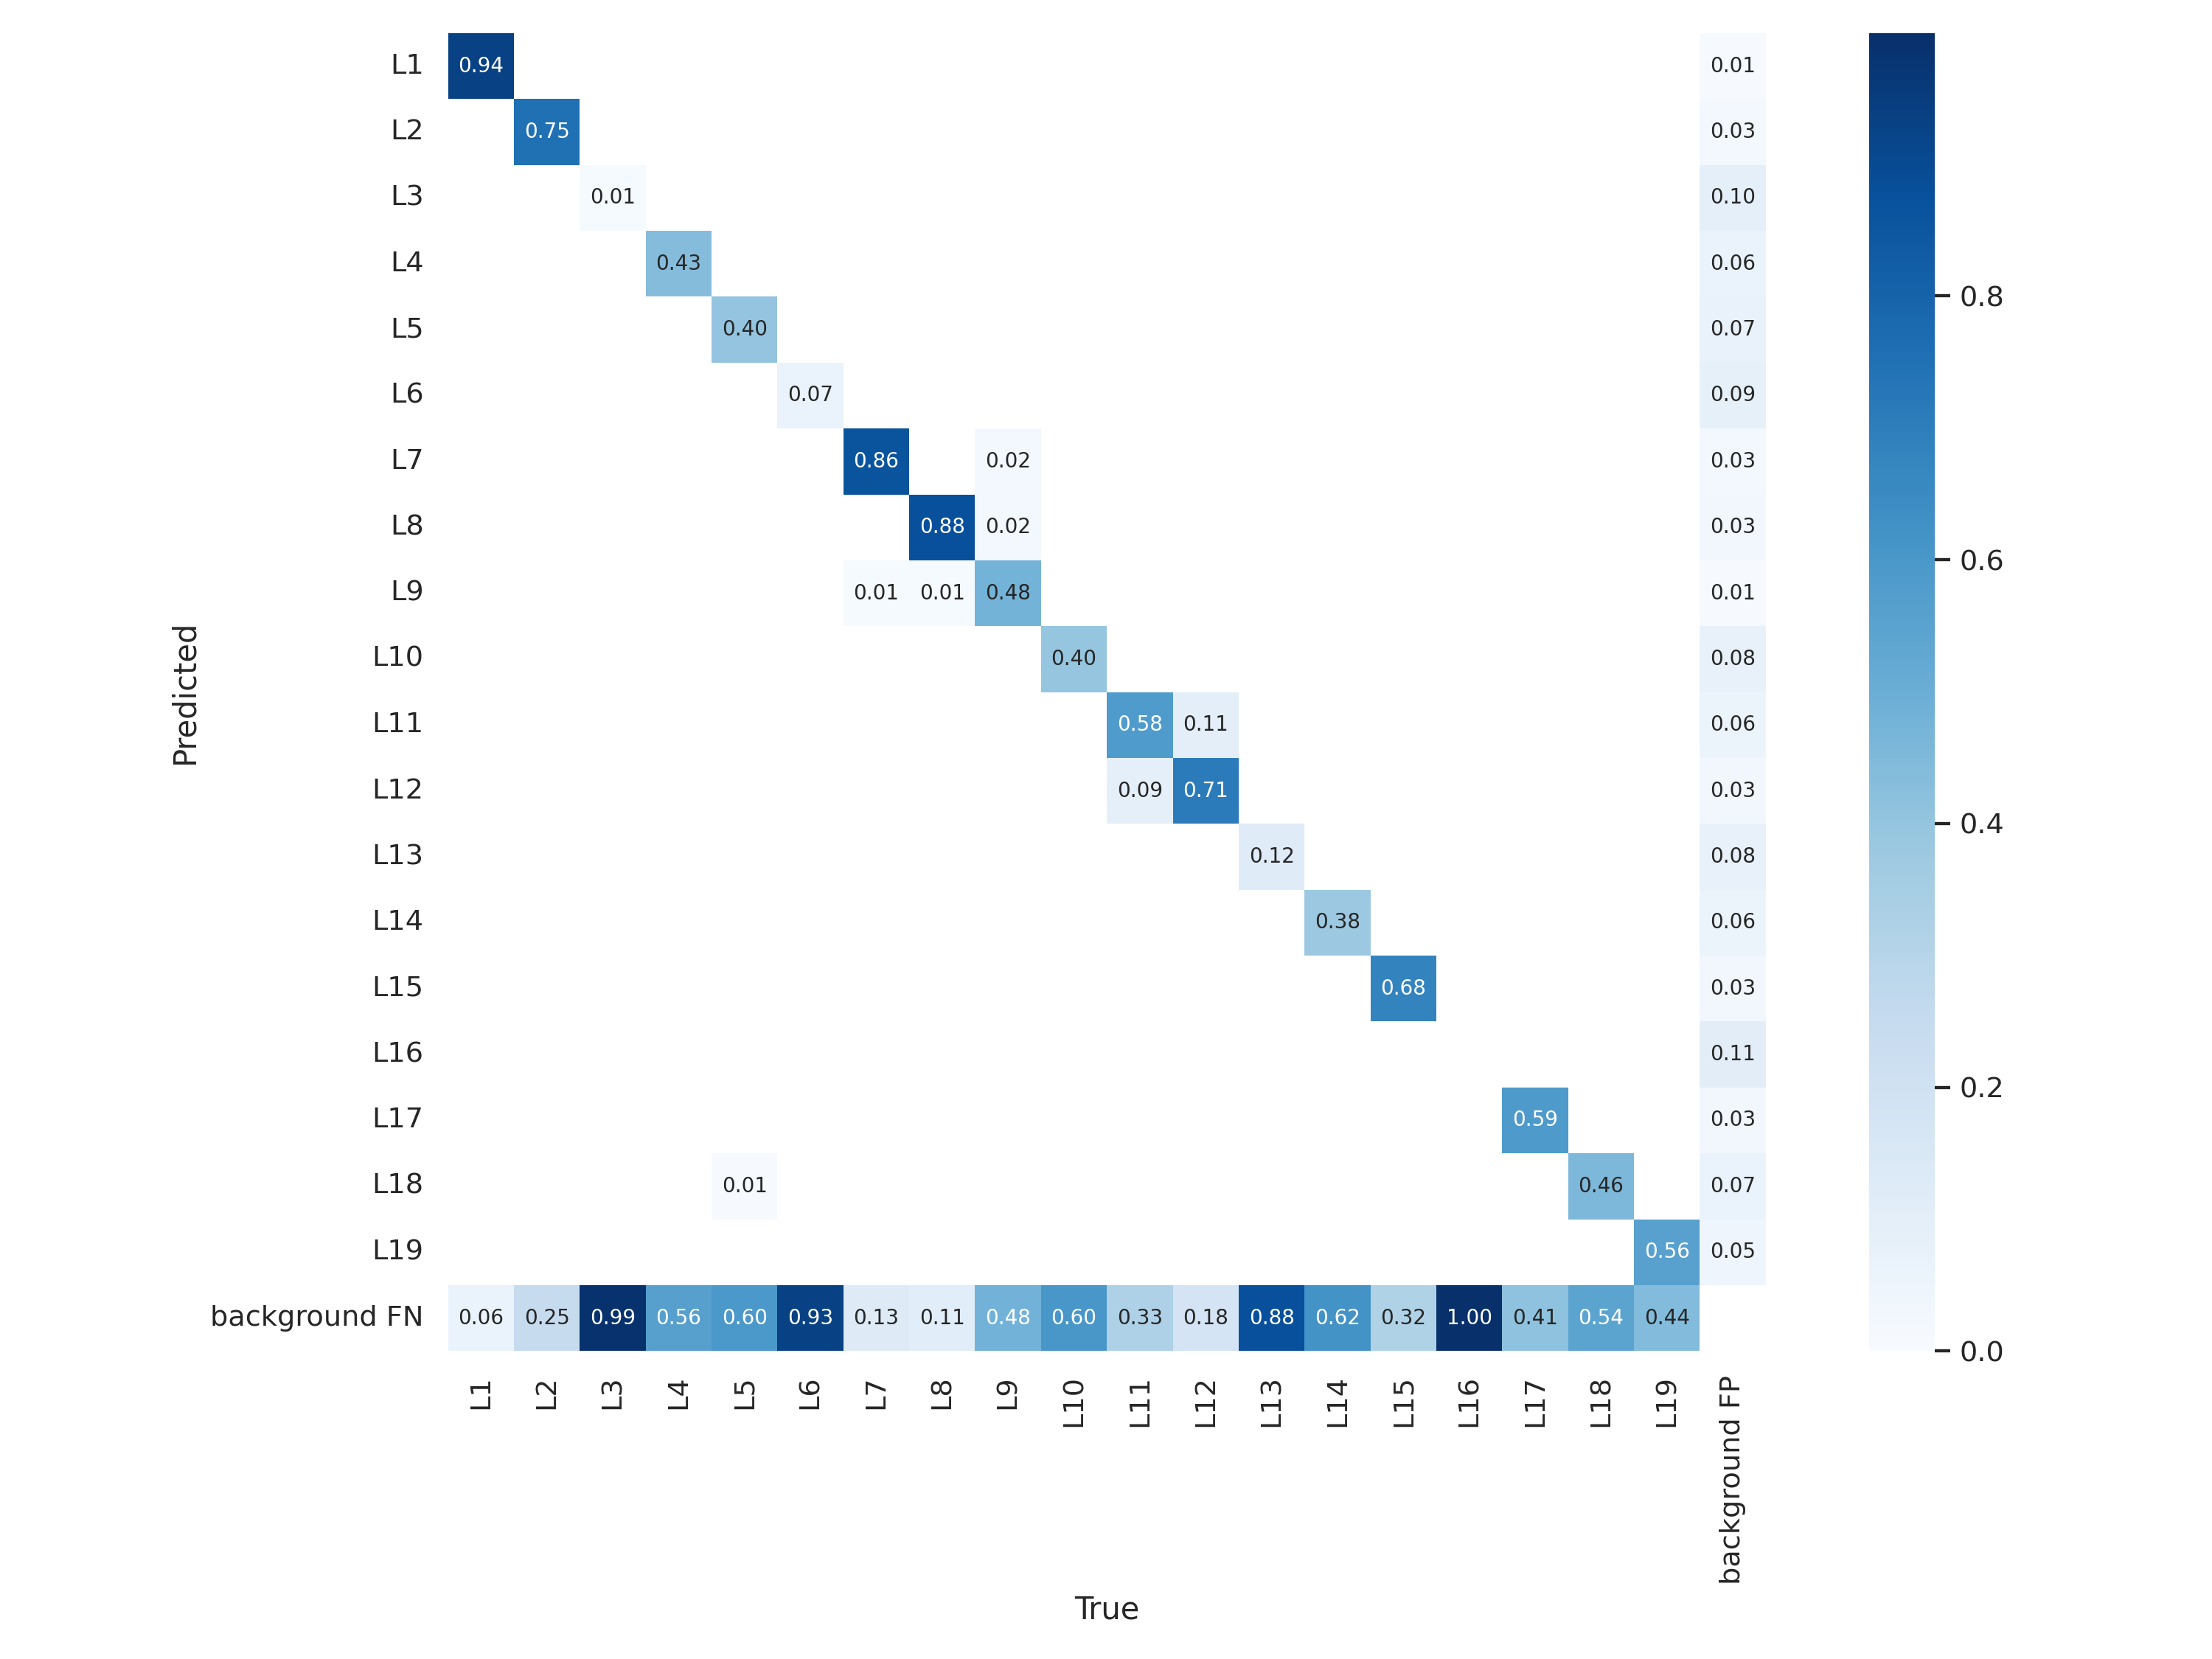 L1 0.94 0.01
L2 0.75 0.03
L3 0.01 0.10
L4 0.43 0.06
L5 0.40 0.07
L6 0.07 0.09
L7 0.86 0.02 0.03
L8 0.88 0.02 0.03
L9 0.01 0.01 0.48 0.01
L10 0.40 0.08
L11 0.58 0.11 0.06
L12 0.09 0.71 0.03
L13 0.12 0.08
L14 0.38 0.06
L15 0.68 0.03
L16 0.11
L17 0.59 0.03
L18 0.01 0.46 0.07
L19 0.56 0.05
background FN 0.06 0.25 0.99 0.56 0.60 0.93 0.13 0.11 0.48 0.60 0.33 0.18 0.88 0.62 0.32 1.00 0.41 0.54 0.44
L1 L2 L3 L4 L5 L6 L7 L8 L9 L10 L11 L12 L13 L14 L15 L16 L17 L18 L19 background FP
True
Predicted
0.8
0.6
0.4
0.2
0.0